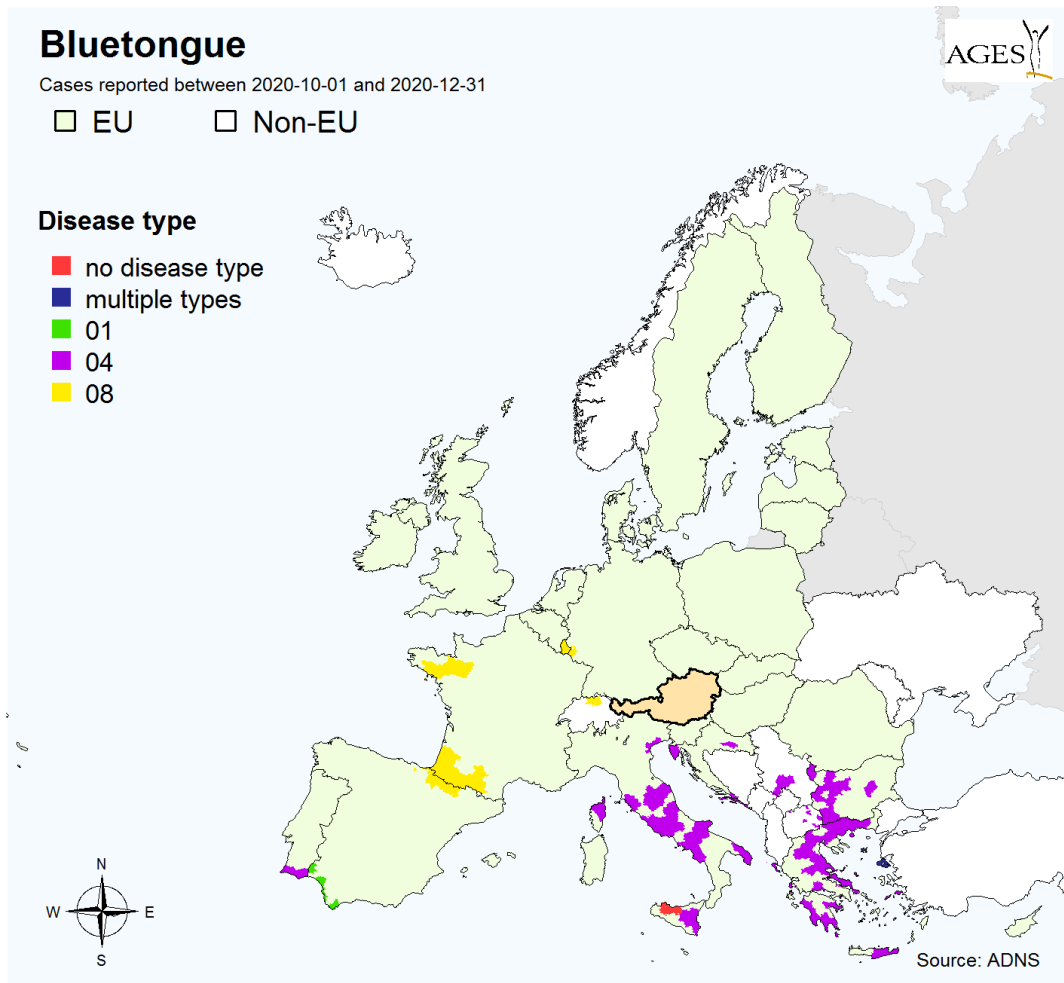 Bluetongue
AGES
Cases reported between 2020-10-01 and 2020-12-31
EU Non-EU
Disease type
no disease type
multiple types
01
04
08
N
W E
S
Source: ADNS